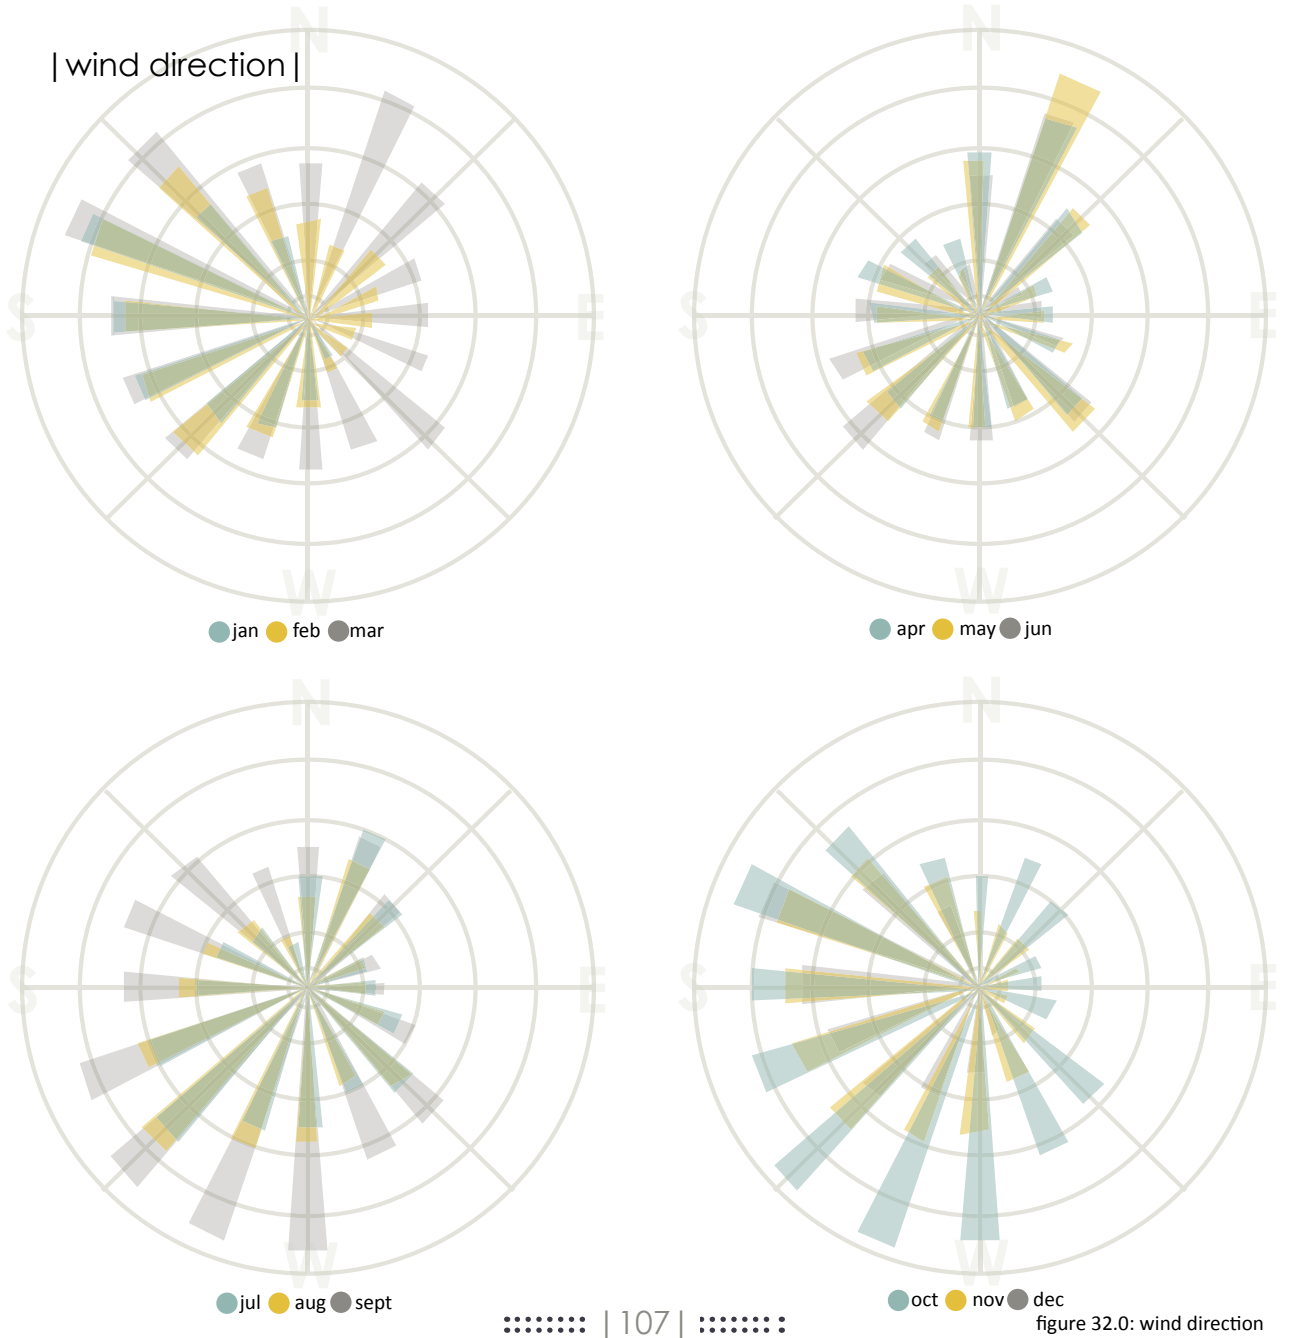 N
|wind direction|
S
E
W
jan feb mar
N
S
E
W
apr may jun
N
S
E
W
jul aug sept
N
S
E
W
oct nov dec
|107|
figure 32.0: wind direction